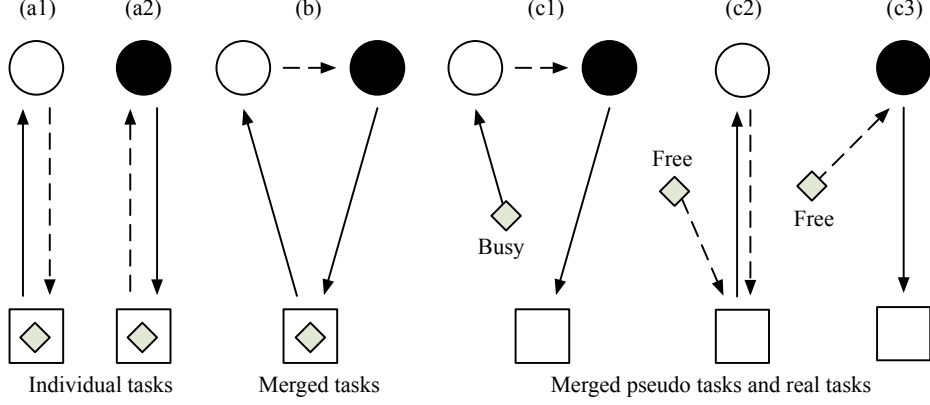 (a1) (a2) (b) (c1) (c2) (c3)
Free
Busy
Free
Individual tasks Merged tasks Merged pseudo tasks and real tasks